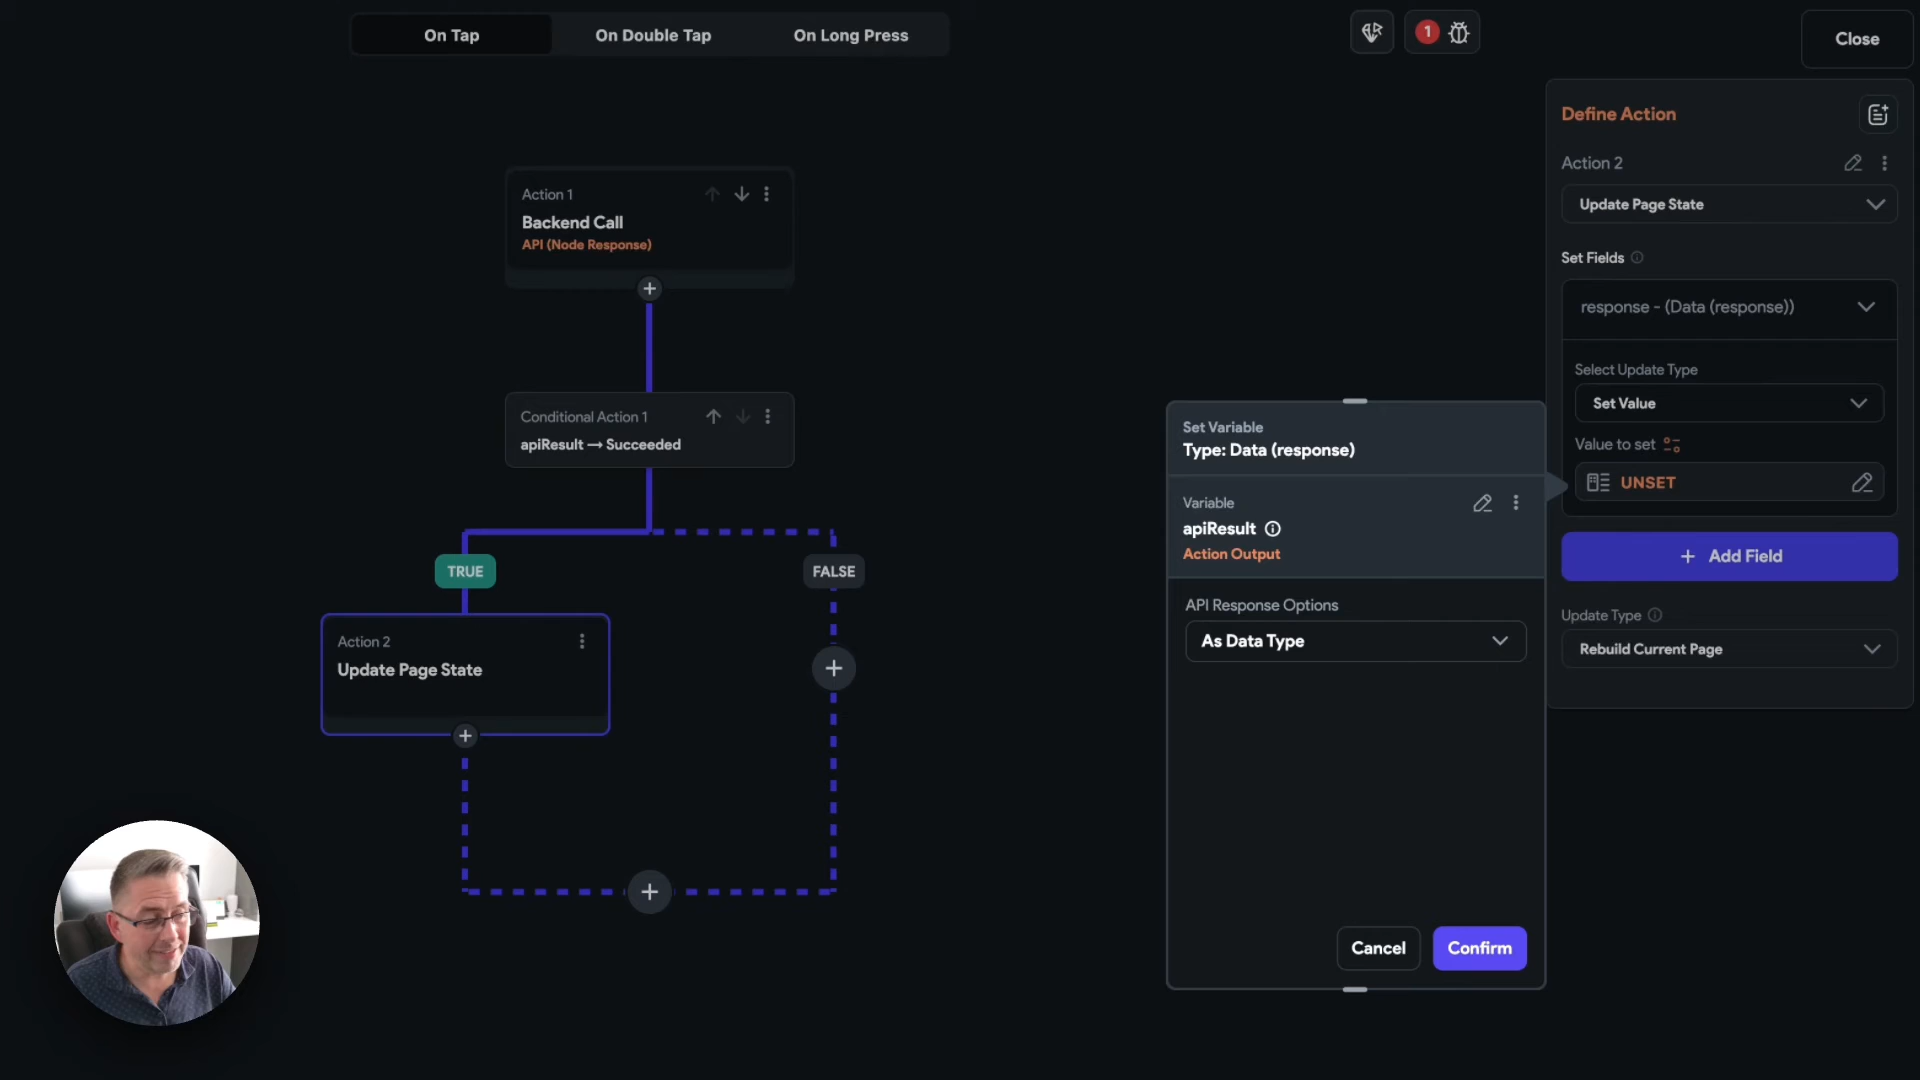 On Tap
On Double Tap
On Long Press
1
Close
Define Action
Action 2
Update Page State
Set Fields
response - (Data (response))
Select Update Type
Set Value
Value to set
UNSET
+ Add Field
Update Type
Rebuild Current Page
Action 1
Backend Call
API (Node Response)
Conditional Action 1
apiResult → Succeeded
TRUE
FALSE
Action 2
Update Page State
Set Variable
Type: Data (response)
Variable
apiResult
Action Output
API Response Options
As Data Type
Cancel
Confirm